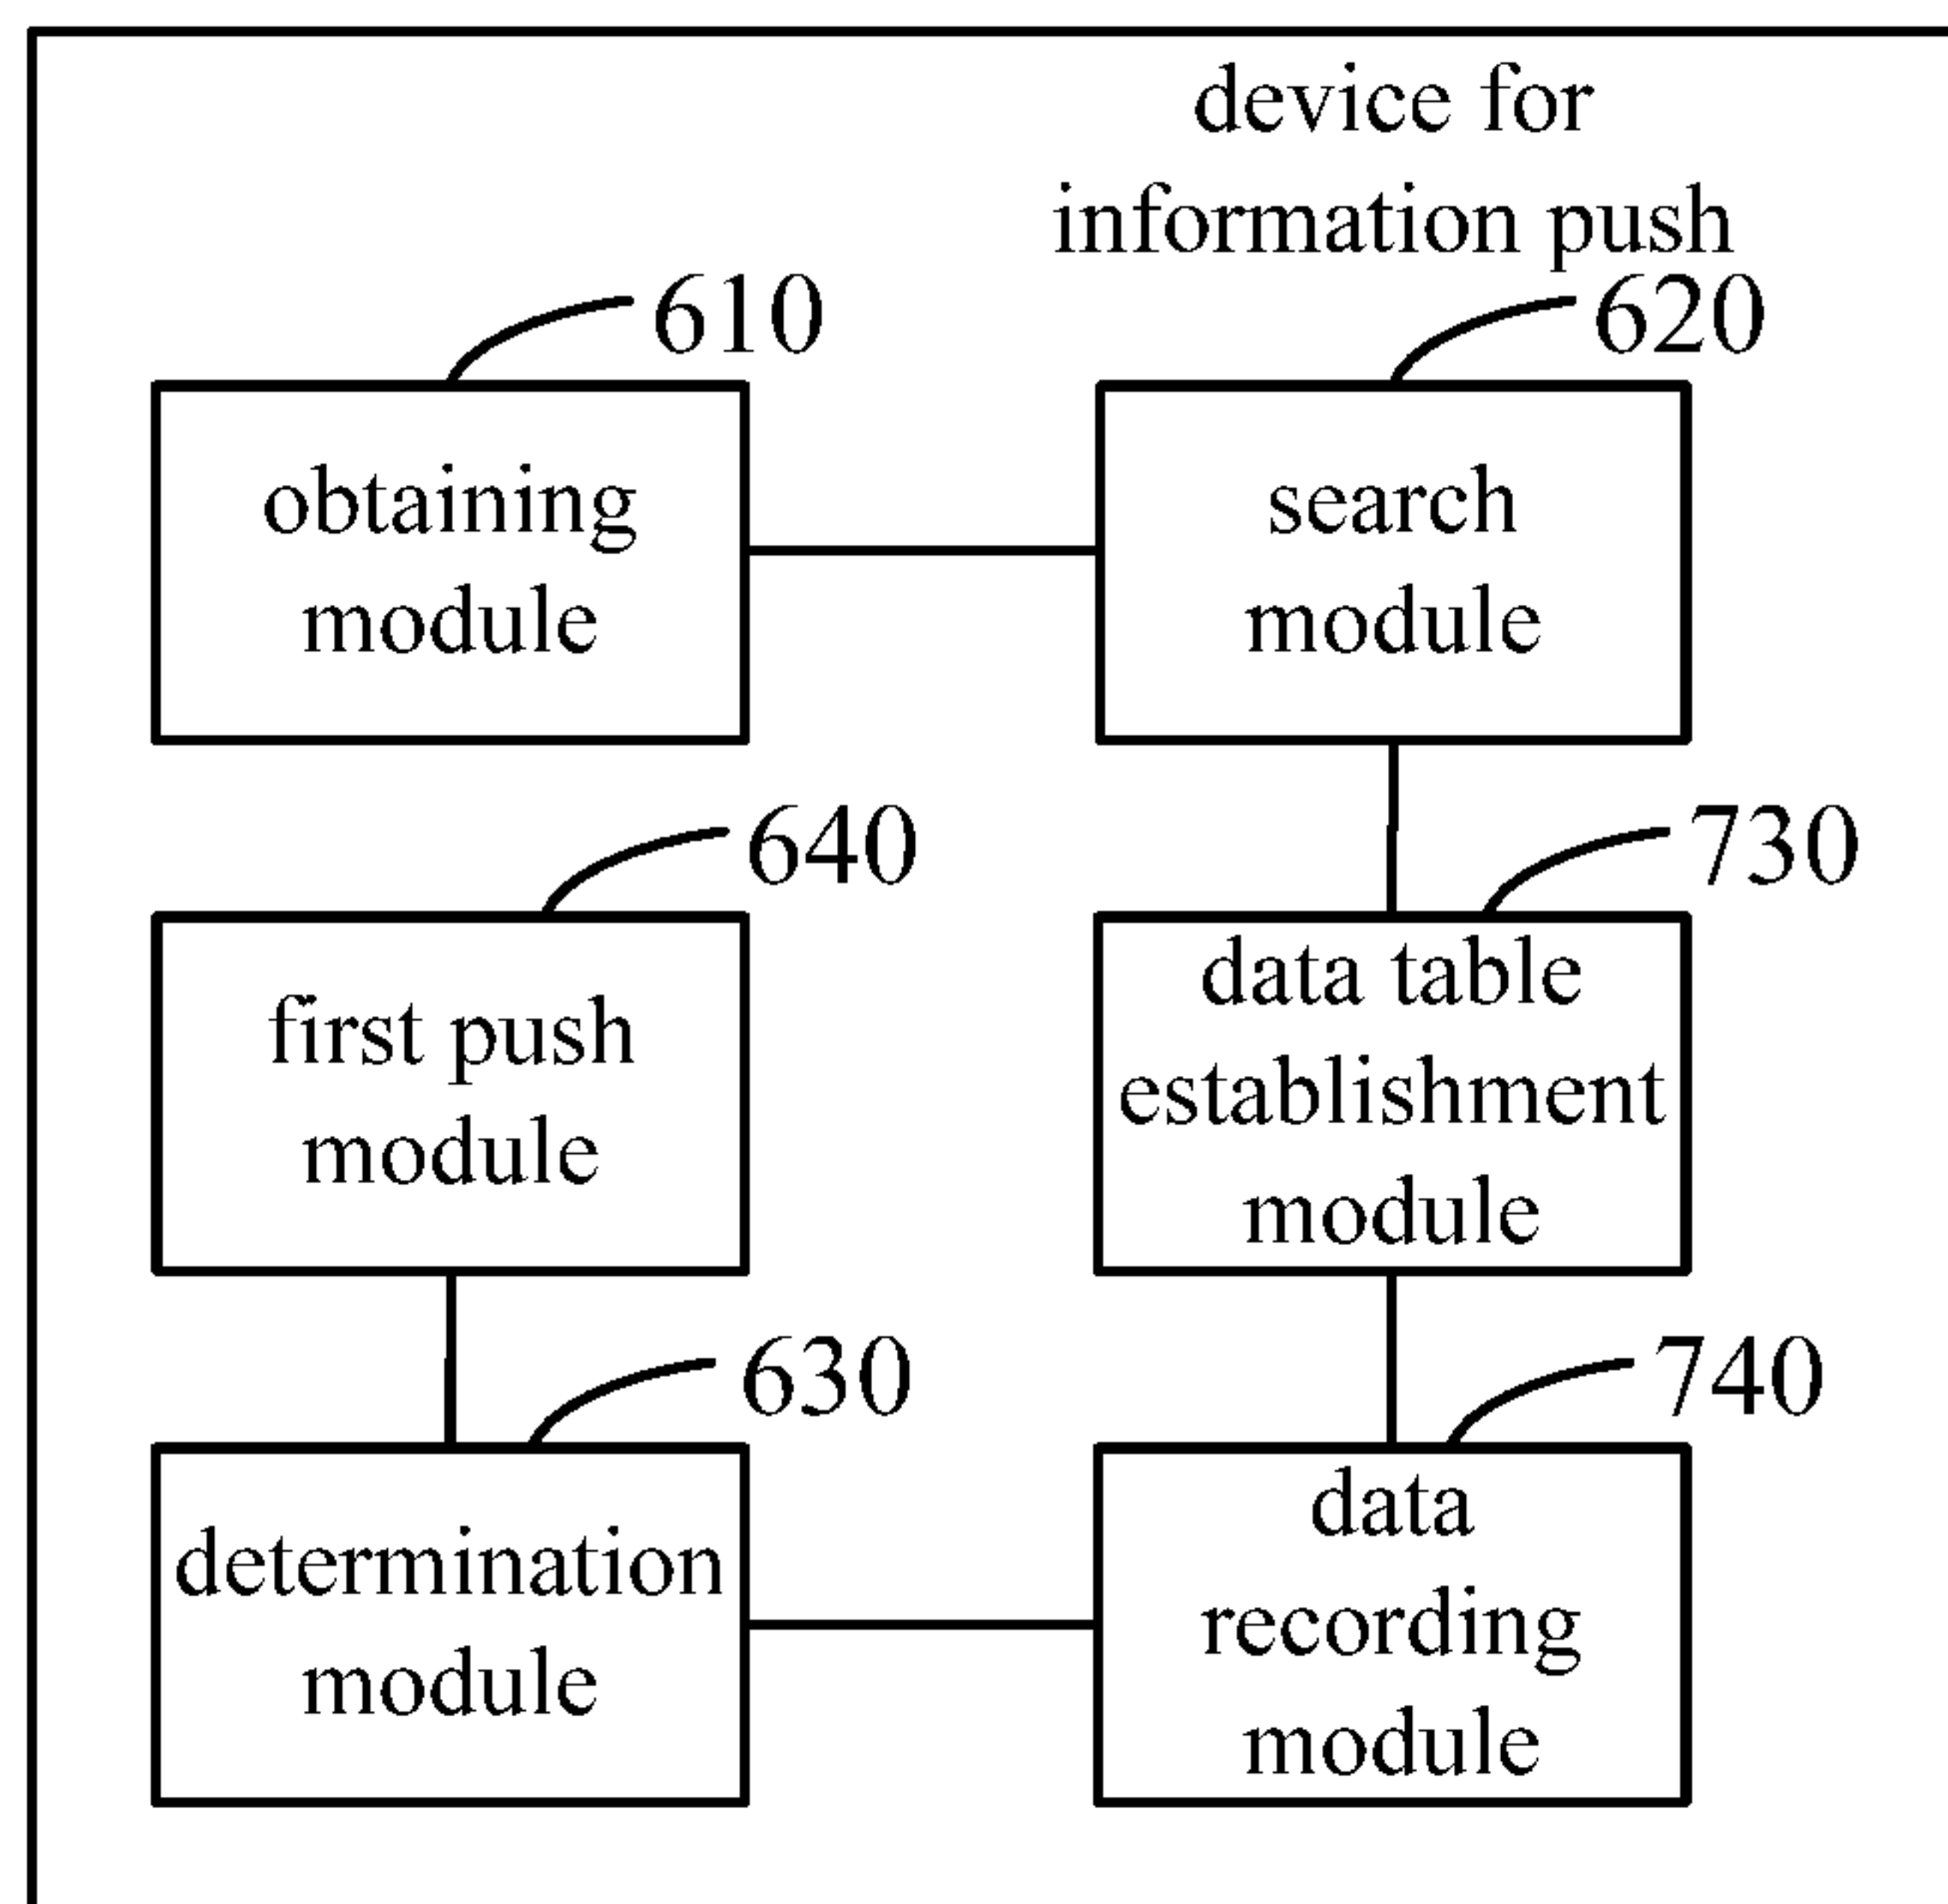 device for
information push
610
620
obtaining
module
search
module
640
730
first push
module
data table
establishment
module
630
740
determination
module
data
recording
module